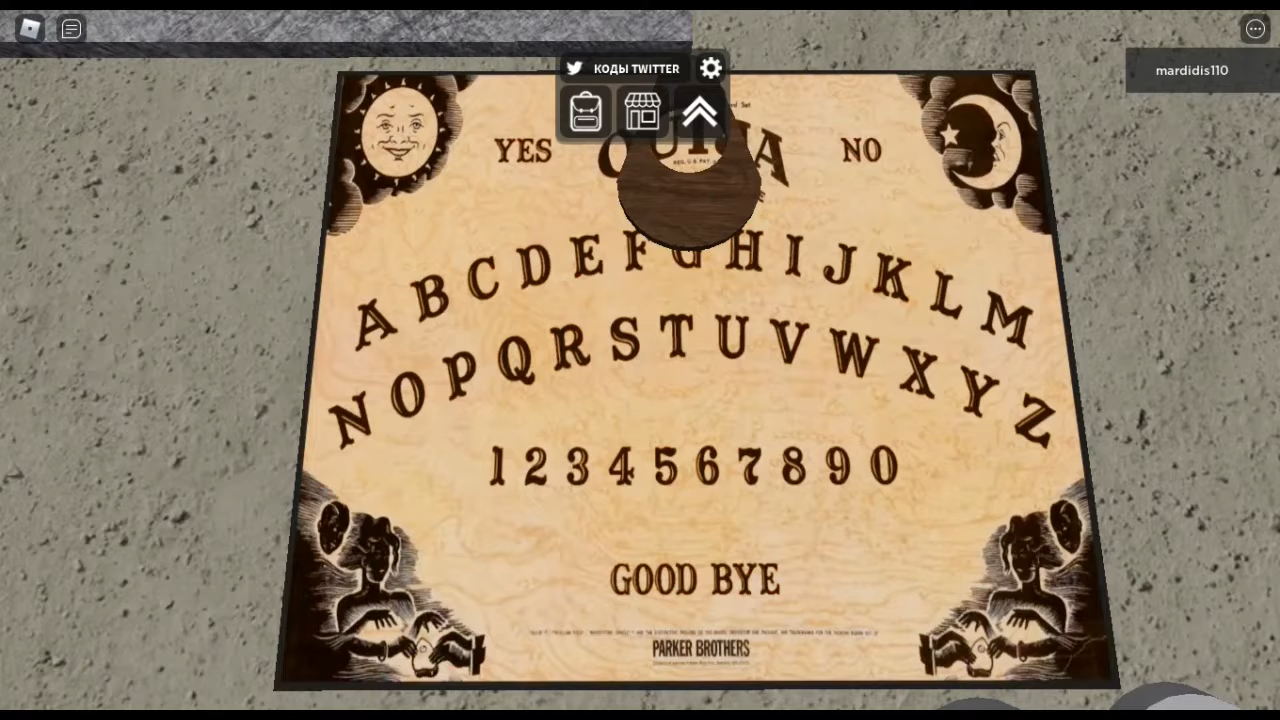 КОДЫ TWITTER
mardidis110
YES OUIJA NO
A B C D E F G H I J K L M
N O P Q R S T U V W X Y Z
1 2 3 4 5 6 7 8 9 0
GOOD BYE
PARKER BROTHERS